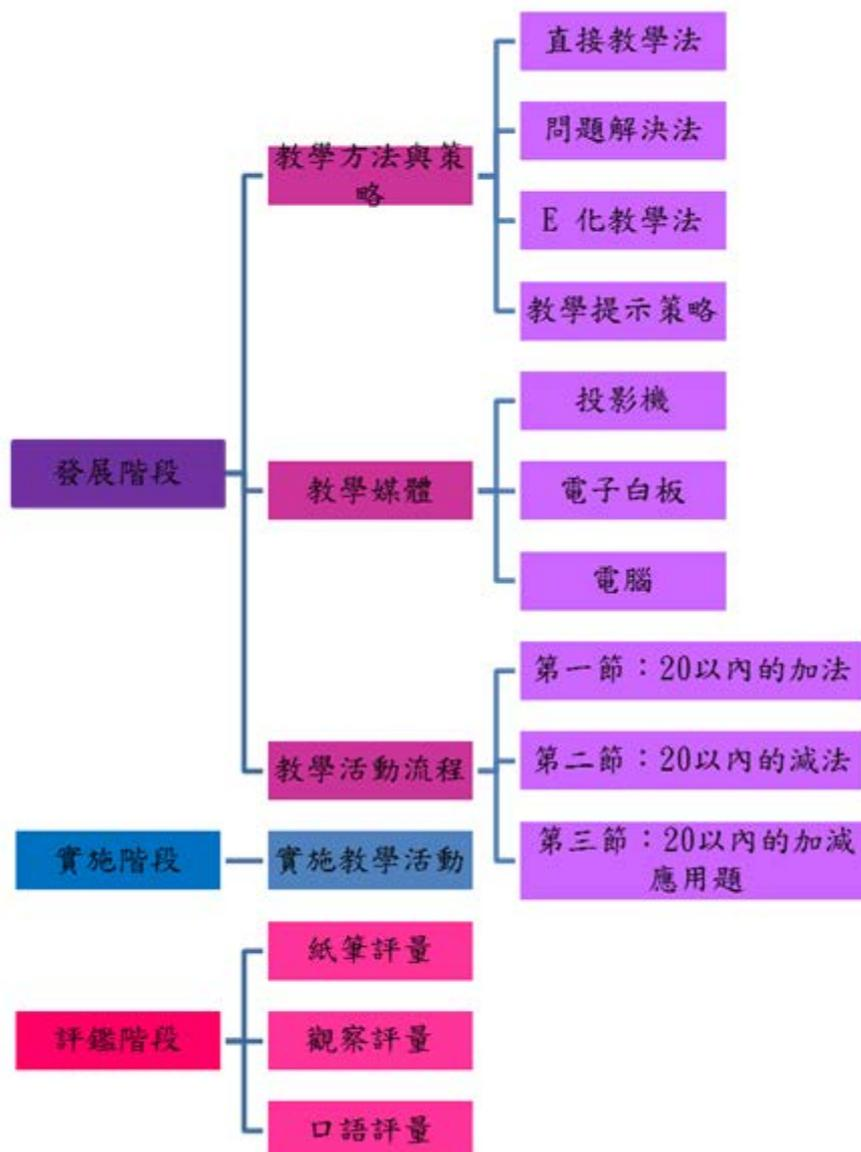 發展階段
教學方法與策
略
直接教學法
問題解決法
E 化教學法
教學提示策略
教學媒體
投影機
電子白板
電腦
教學活動流程
第一節：20以內的加法
第二節：20以內的減法
第三節：20以內的加減
應用題
實施階段
實施教學活動
評鑑階段
紙筆評量
觀察評量
口語評量